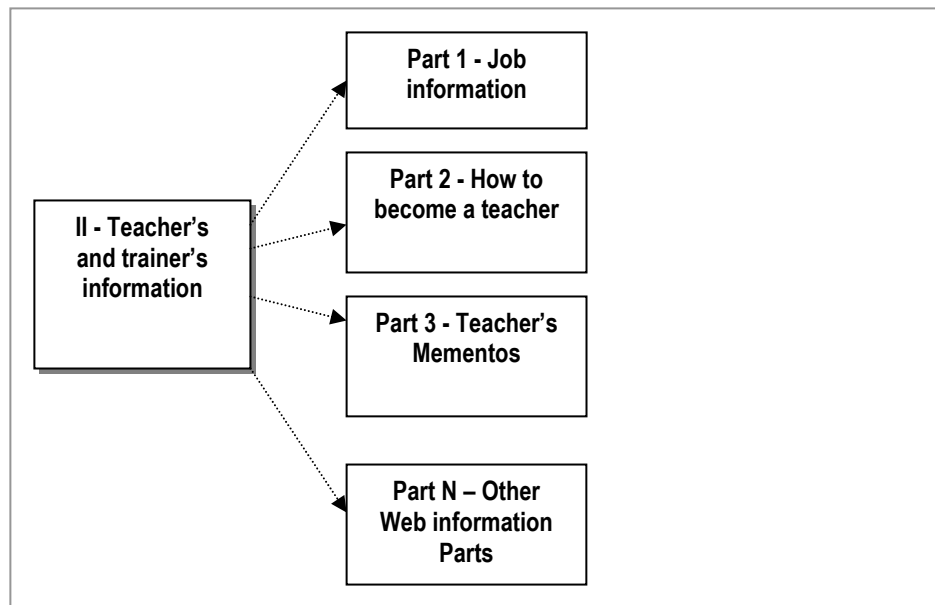 Part 1 - Job
information
Part 2 - How to
become a teacher
II - Teacher’s
and trainer’s
information
Part 3 - Teacher’s
Mementos
Part N – Other
Web information
Parts